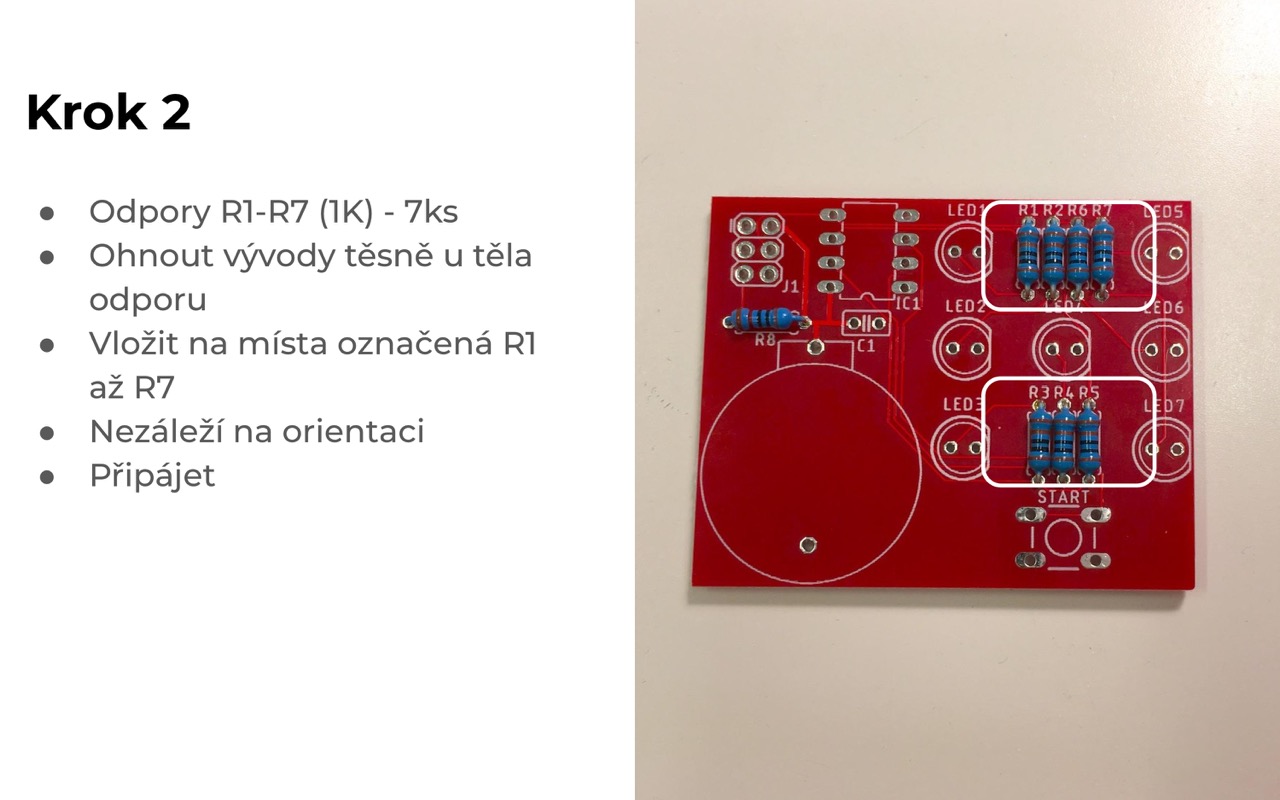 Krok 2
● Odpory R1-R7 (1K) - 7ks
● Ohnout vývody těsně u těla
odporu
● Vložit na místa označená R1
až R7
● Nezáleží na orientaci
● Připájet
LED1 R1 R2 R6 R7 LED5
J1
IC1
LED2 LED4 LED6
R8 C1
LED3 R3 R4 R5 LED7
START